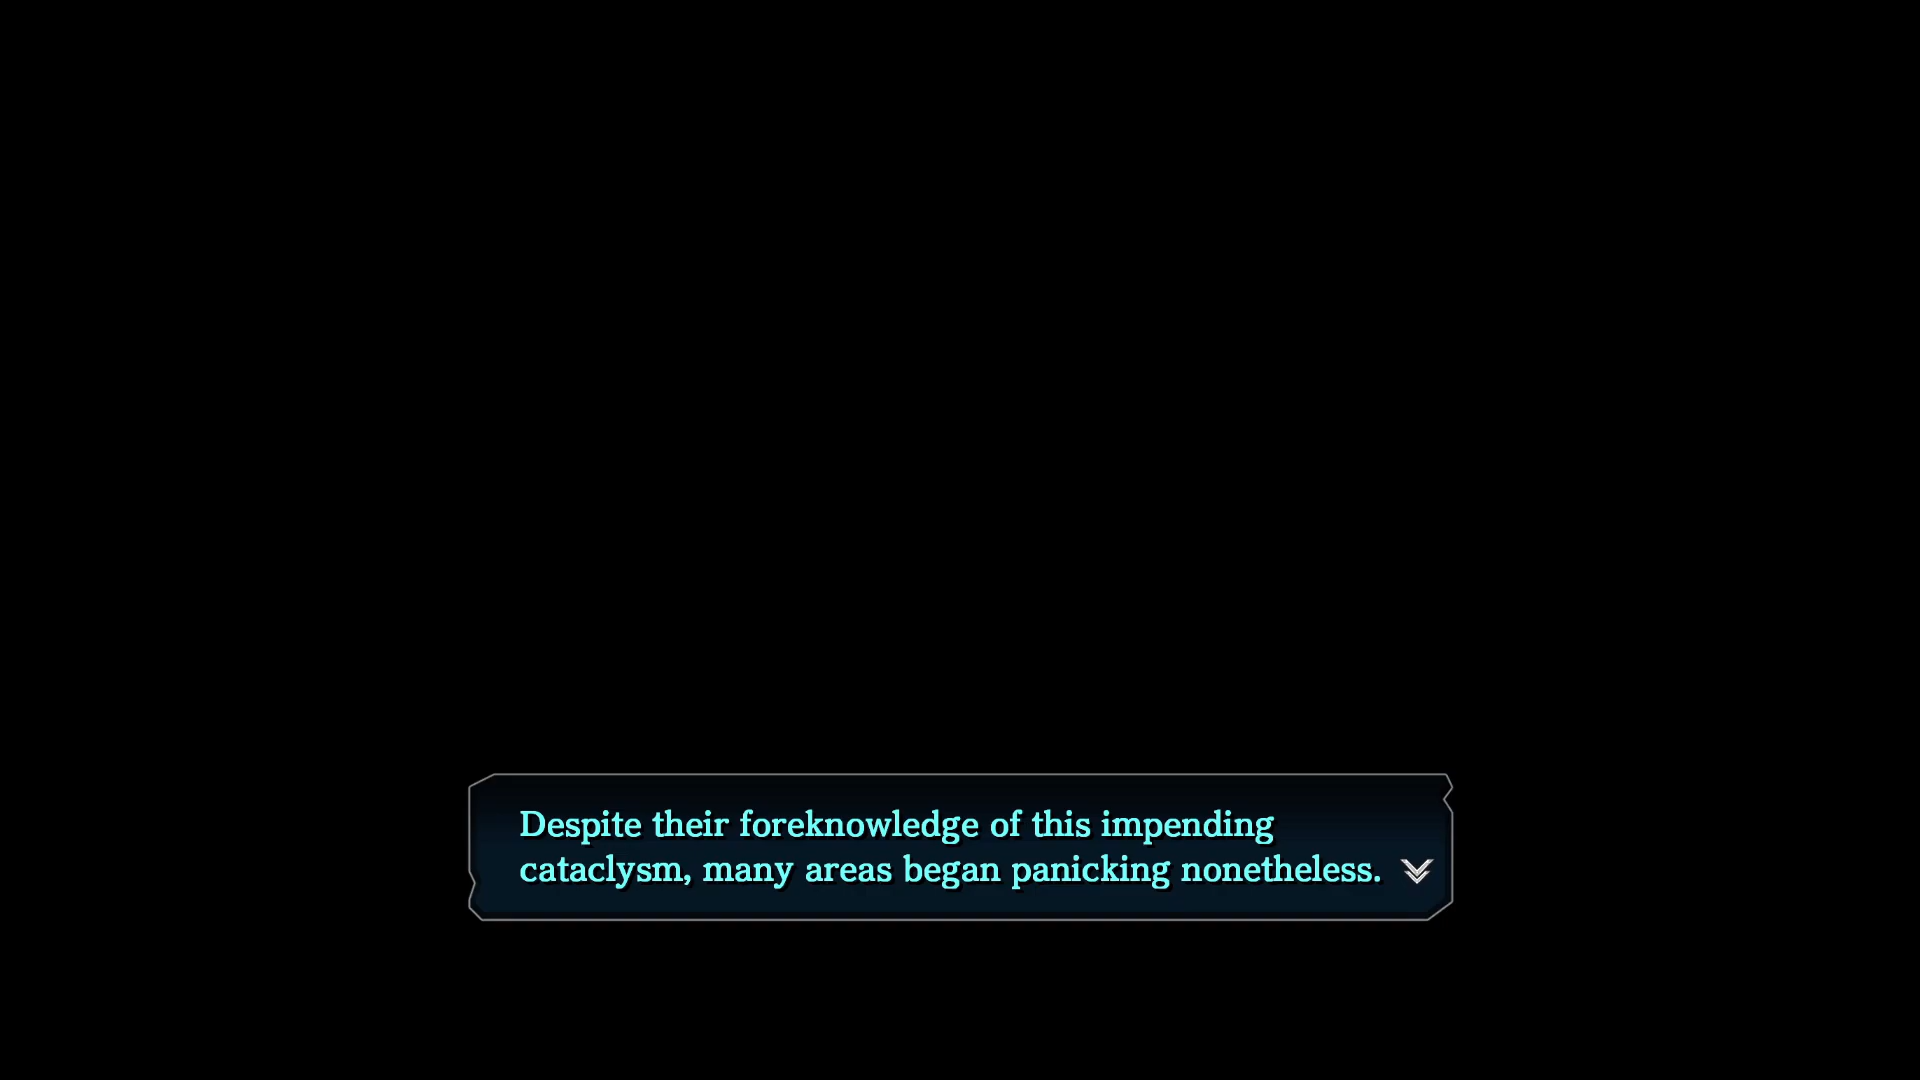 Despite their foreknowledge of this impending
cataclysm, many areas began panicking nonetheless.